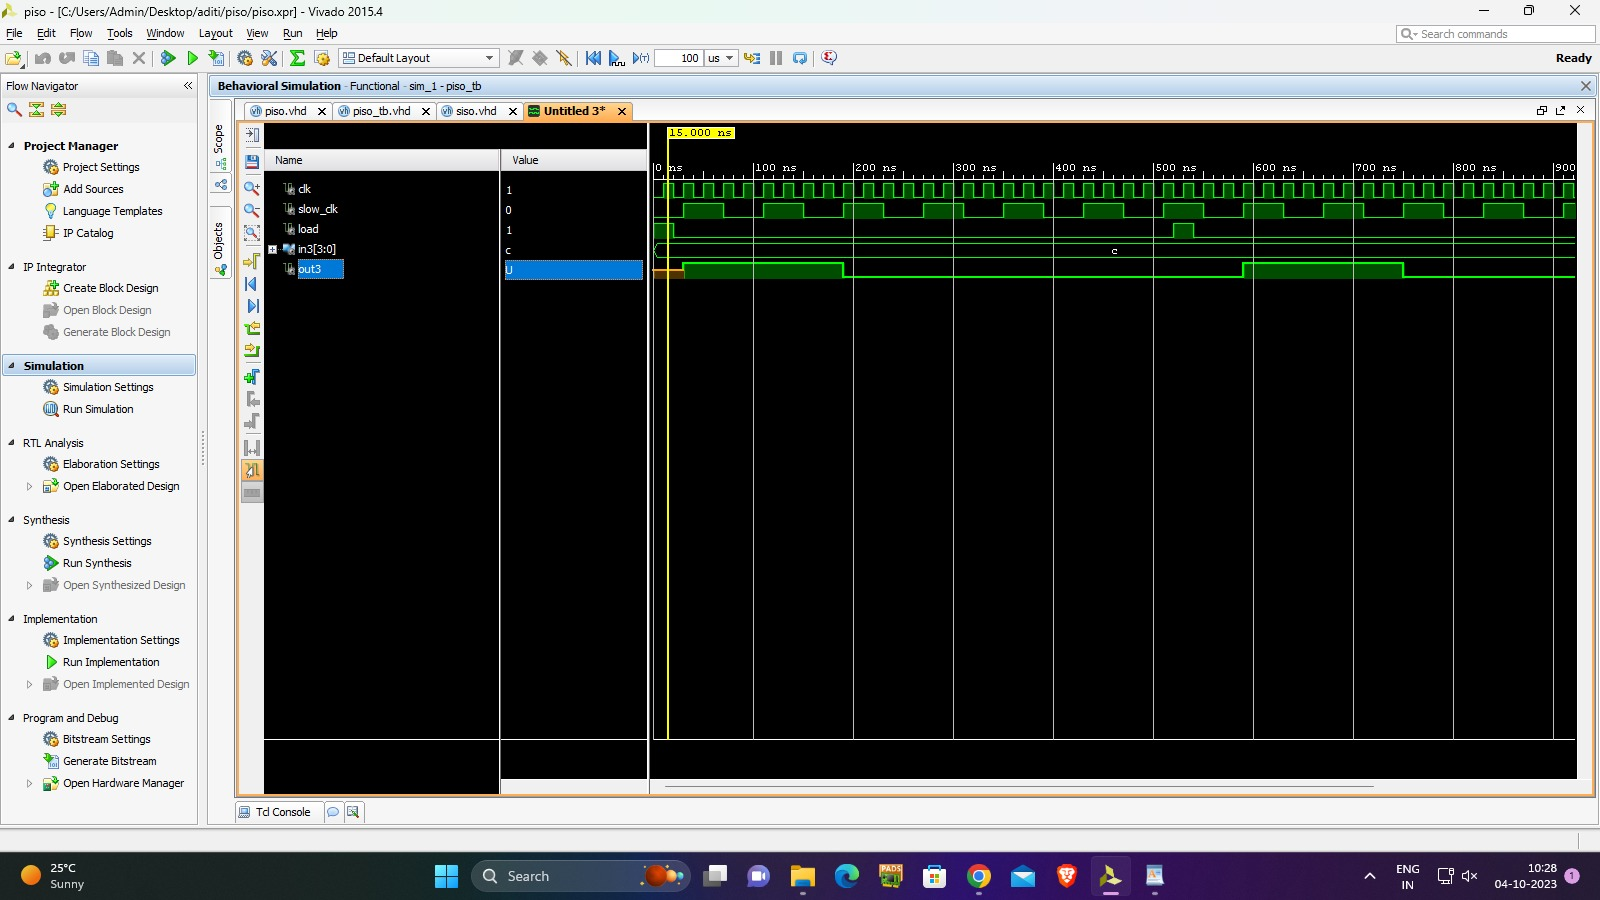 piso - [C:/Users/Admin/Desktop/aditi/piso/piso.xpr] - Vivado 2015.4
File Edit Flow Tools Window Layout View Run Help
Search commands
Default Layout
100 us
Ready
Flow Navigator
Behavioral Simulation - Functional - sim_1 - piso_tb
piso.vhd piso_tb.vhd siso.vhd Untitled 3*
Scope
Objects
Project Manager
Project Settings
Add Sources
Language Templates
IP Catalog
IP Integrator
Create Block Design
Open Block Design
Generate Block Design
Simulation
Simulation Settings
Run Simulation
RTL Analysis
Elaboration Settings
Open Elaborated Design
Synthesis
Synthesis Settings
Run Synthesis
Open Synthesized Design
Implementation
Implementation Settings
Run Implementation
Open Implemented Design
Program and Debug
Bitstream Settings
Generate Bitstream
Open Hardware Manager
15.000 ns
Name Value
0 ns 100 ns 200 ns 300 ns 400 ns 500 ns 600 ns 700 ns 800 ns 900
clk 1
slow_clk 0
load 1
in3[3:0] c c
out3 U
Tcl Console
25°C
Sunny
Search
PADS
ENG
IN
10:28
04-10-2023
1